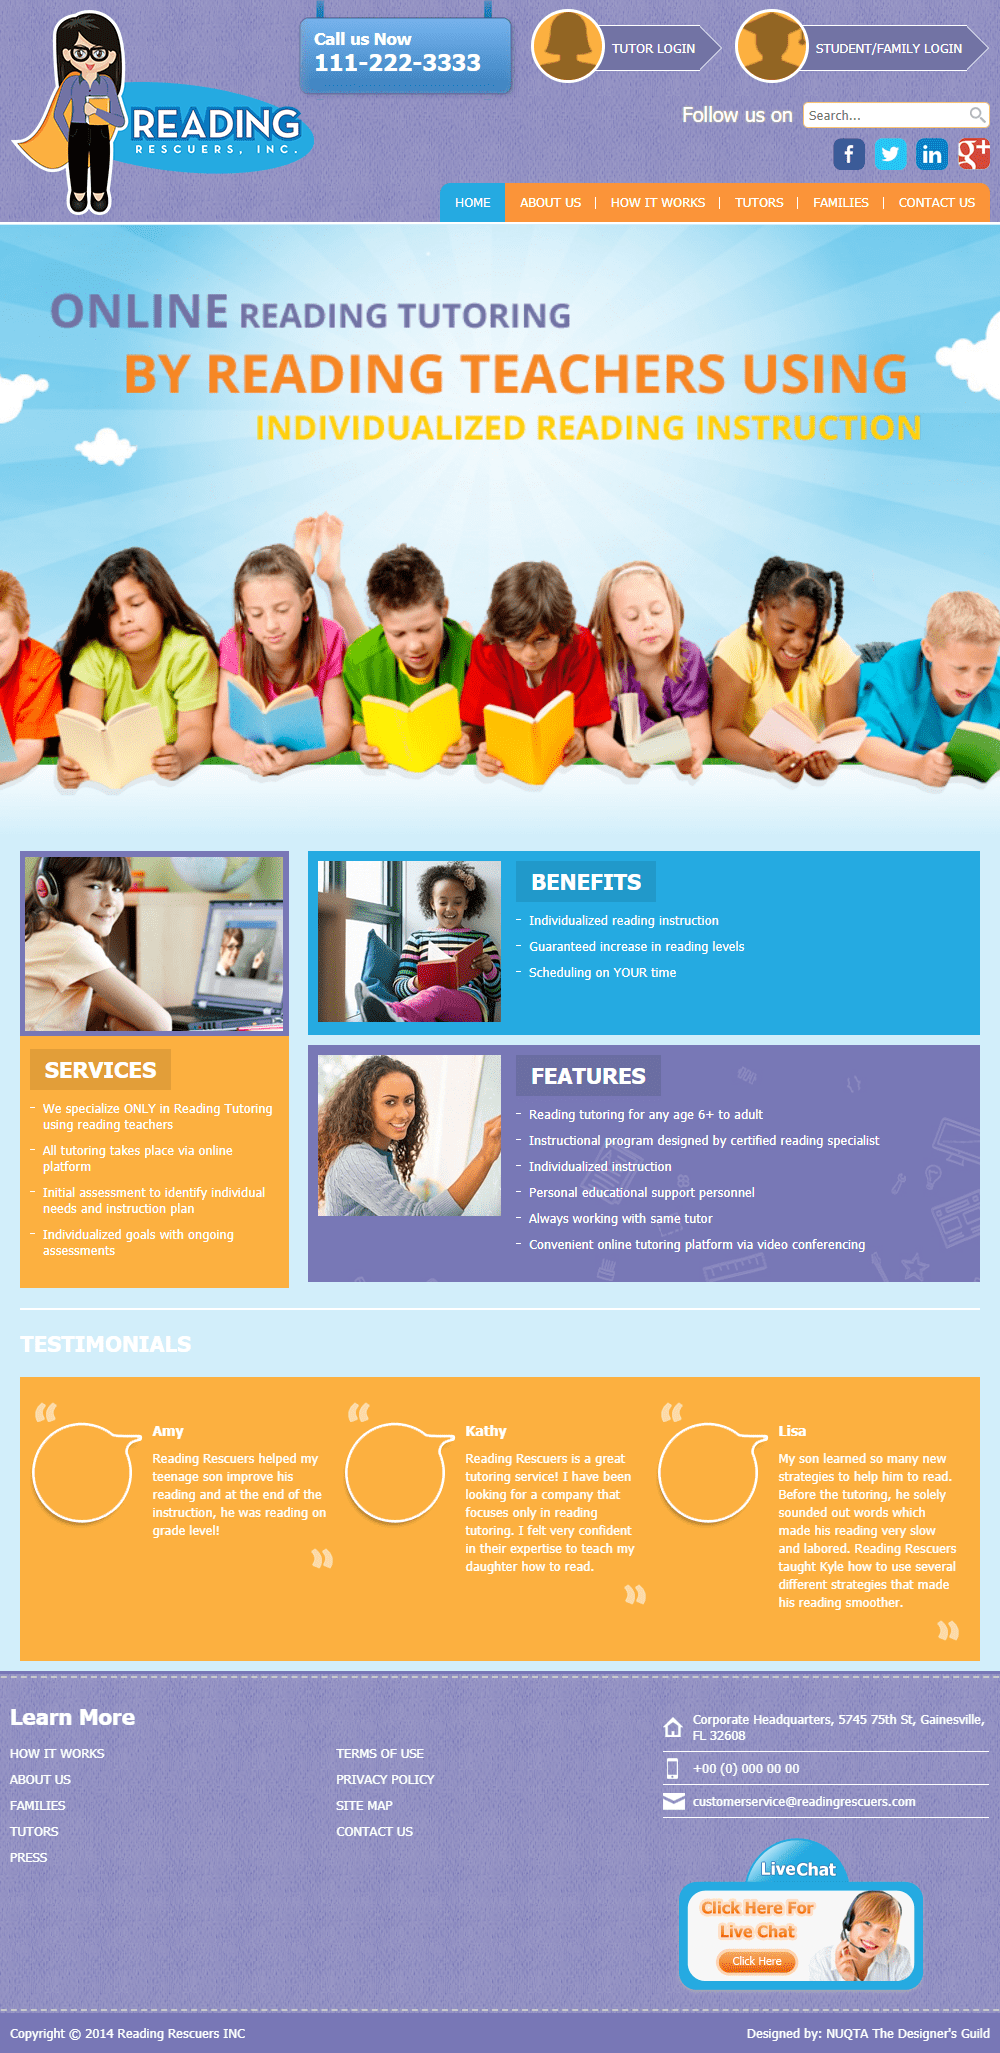 Call us Now
111-222-3333
TUTOR LOGIN
STUDENT/FAMILY LOGIN
READING
RESCUERS, INC.
Follow us on
Search...
HOME
ABOUT US
HOW IT WORKS
TUTORS
FAMILIES
CONTACT US
ONLINE READING TUTORING
BY READING TEACHERS USING
INDIVIDUALIZED READING INSTRUCTION
SERVICES
- We specialize ONLY in Reading Tutoring
using reading teachers
- All tutoring takes place via online
platform
- Initial assessment to identify individual
needs and instruction plan
- Individualized goals with ongoing
assessments
BENEFITS
- Individualized reading instruction
- Guaranteed increase in reading levels
- Scheduling on YOUR time
FEATURES
- Reading tutoring for any age 6+ to adult
- Instructional program designed by certified reading specialist
- Individualized instruction
- Personal educational support personnel
- Always working with same tutor
- Convenient online tutoring platform via video conferencing
TESTIMONIALS
Amy
Reading Rescuers helped my
teenage son improve his
reading and at the end of the
instruction, he was reading on
grade level!
Kathy
Reading Rescuers is a great
tutoring service! I have been
looking for a company that
focuses only in reading
tutoring. I felt very confident
in their expertise to teach my
daughter how to read.
Lisa
My son learned so many new
strategies to help him to read.
Before the tutoring, he solely
sounded out words which
made his reading very slow
and labored. Reading Rescuers
taught Kyle how to use several
different strategies that made
his reading smoother.
Learn More
HOW IT WORKS
ABOUT US
FAMILIES
TUTORS
PRESS
TERMS OF USE
PRIVACY POLICY
SITE MAP
CONTACT US
Corporate Headquarters, 5745 75th St, Gainesville,
FL 32608
+00 (0) 000 00 00
customerservice@readingrescuers.com
LiveChat
Click Here For
Live Chat
Click Here
Copyright © 2014 Reading Rescuers INC
Designed by: NUQTA The Designer's Guild